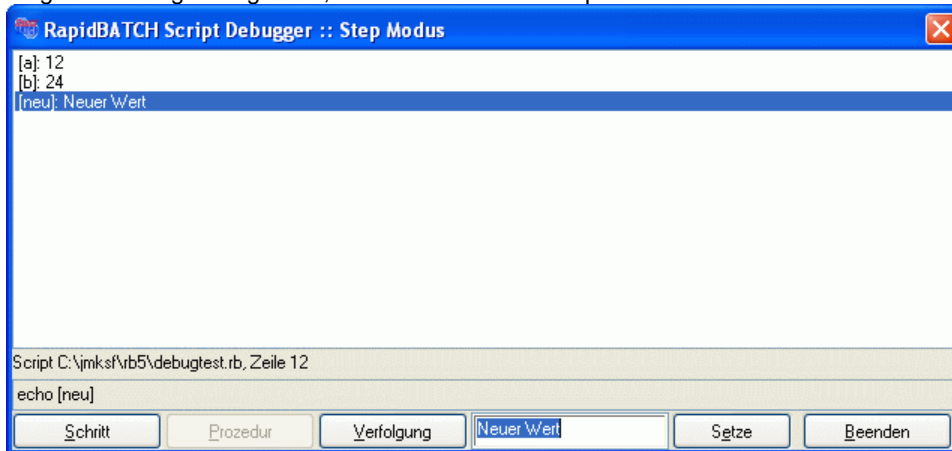 RapidBATCH Script Debugger :: Step Modus
[a]: 12
[b]: 24
[neu]: Neuer Wert
Script C:\jmksf\rb5\debugtest.rb, Zeile 12
echo [neu]
Schritt Prozedur Verfolgung Neuer Wert Setze Beenden